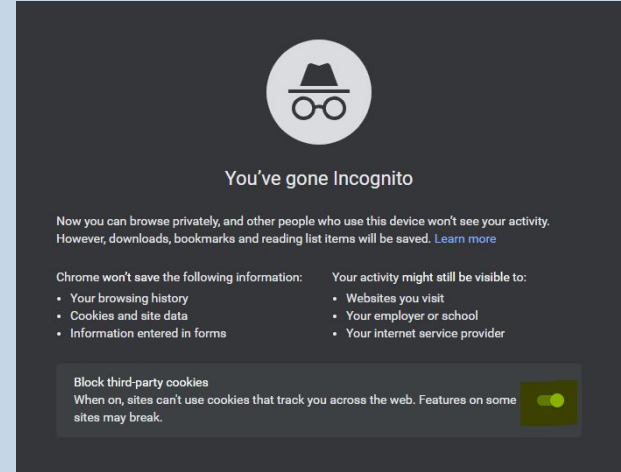 You've gone Incognito
Now you can browse privately, and other people who use this device won't see your activity.
However, downloads, bookmarks and reading list items will be saved. Learn more
Chrome won't save the following information:
• Your browsing history
• Cookies and site data
• Information entered in forms
Your activity might still be visible to:
• Websites you visit
• Your employer or school
• Your internet service provider
Block third-party cookies
When on, sites can't use cookies that track you across the web. Features on some
sites may break.